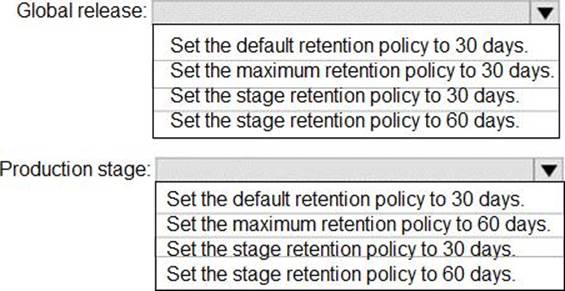 Global release:
Set the default retention policy to 30 days.
Set the maximum retention policy to 30 days.
Set the stage retention policy to 30 days.
Set the stage retention policy to 60 days.
Production stage:
Set the default retention policy to 30 days.
Set the maximum retention policy to 60 days.
Set the stage retention policy to 30 days.
Set the stage retention policy to 60 days.